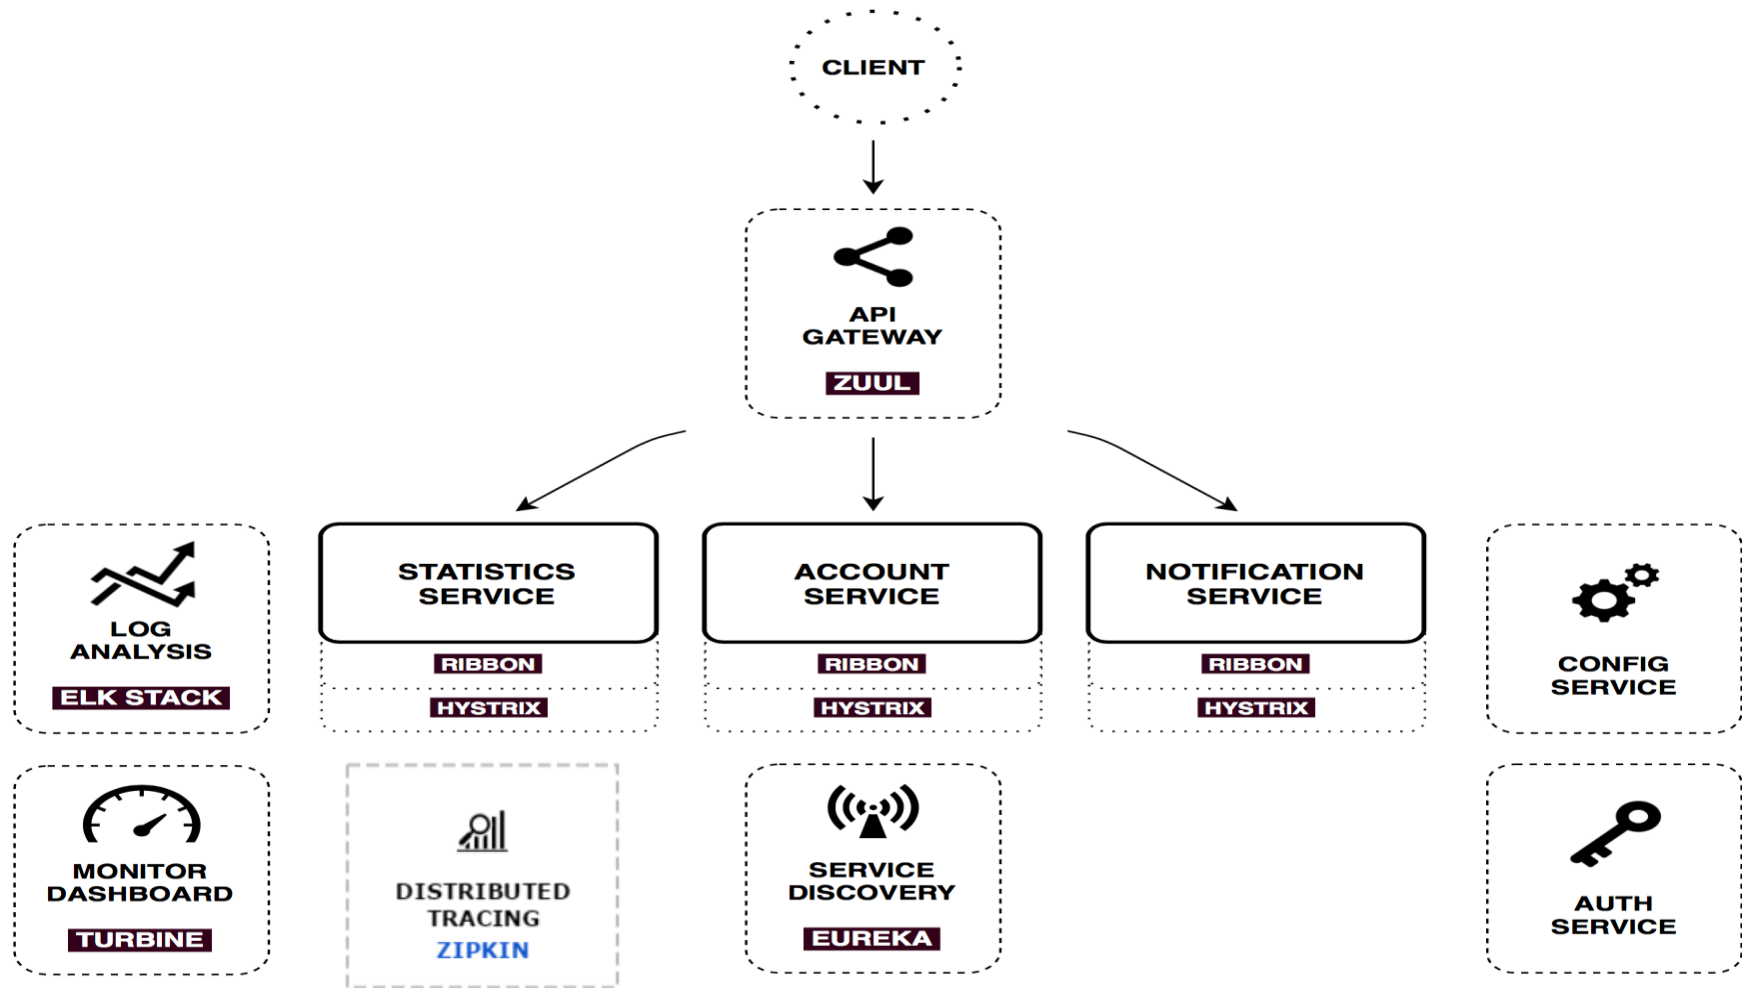 CLIENT
API
GATEWAY
ZUUL
LOG
ANALYSIS
ELK STACK
STATISTICS
SERVICE
RIBBON
HYSTRIX
ACCOUNT
SERVICE
RIBBON
HYSTRIX
NOTIFICATION
SERVICE
RIBBON
HYSTRIX
CONFIG
SERVICE
MONITOR
DASHBOARD
TURBINE
DISTRIBUTED
TRACING
ZIPKIN
SERVICE
DISCOVERY
EUREKA
AUTH
SERVICE